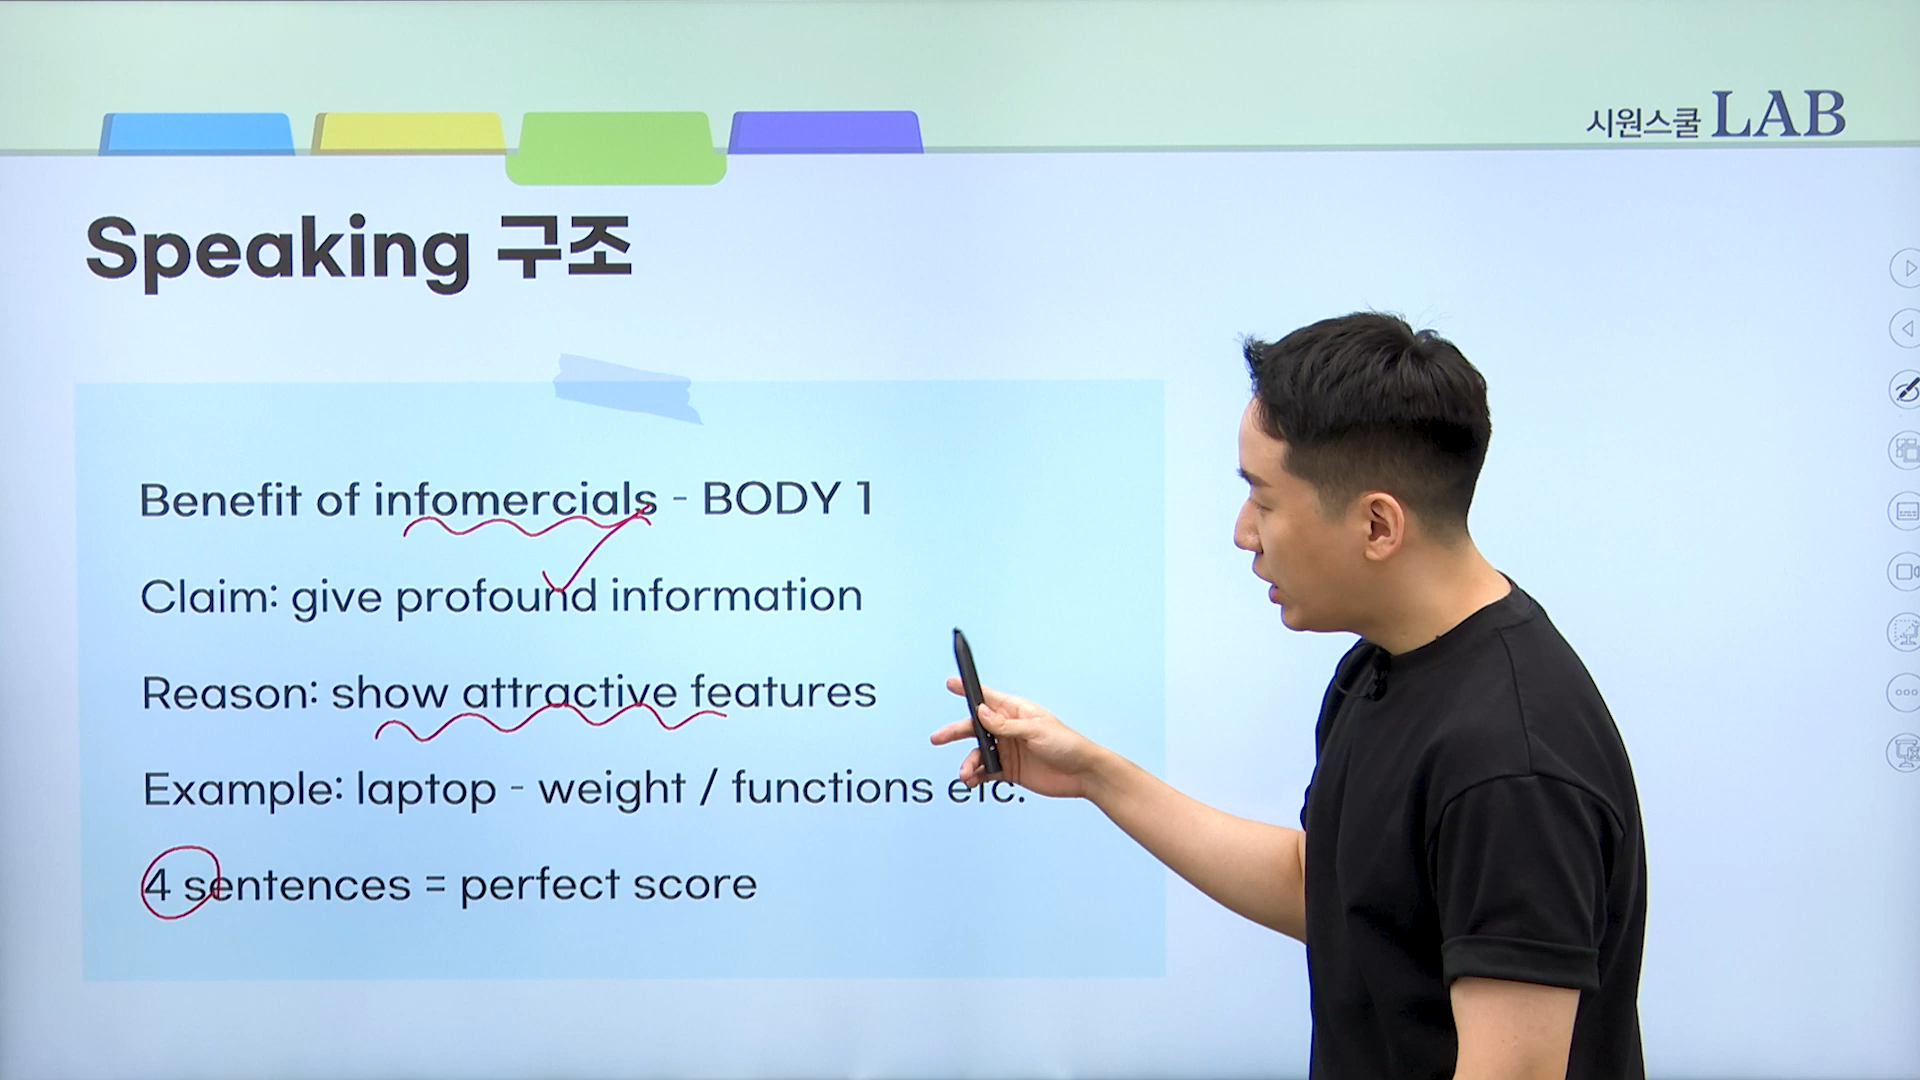 시원스쿨 LAB
Speaking 구조
Benefit of infomercials - BODY 1
Claim: give profound information
Reason: show attractive features
Example: laptop - weight / functions etc.
4 sentences = perfect score